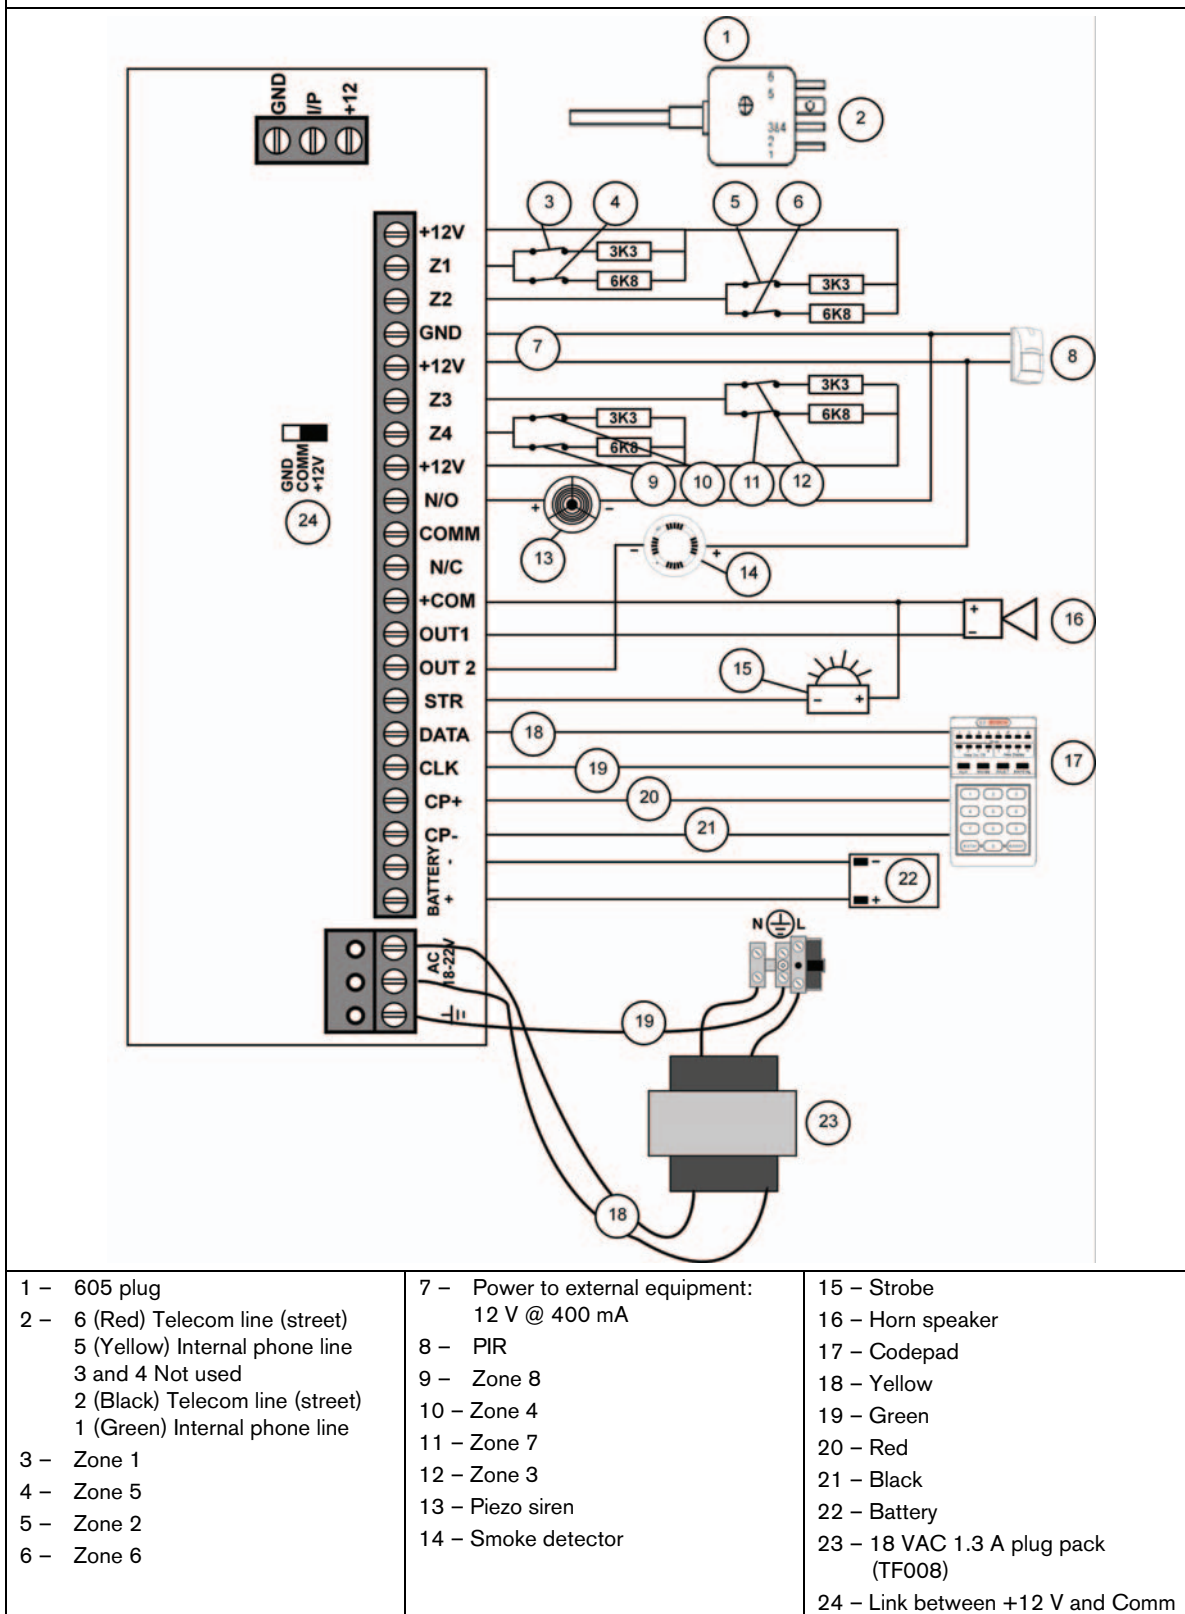 1
6
5
3&4
2
1
2
GND
I/P
+12
3
4
5
6
+12V
3K3
Z1
6K8
3K3
Z2
6K8
GND
7
+12V
8
3K3
Z3
6K8
3K3
Z4
6K8
+12V
9
10
11
12
GND
COMM
+12V
24
N/O
+
-
COMM
13
-
+
14
N/C
+COM
+
-
16
OUT1
OUT 2
15
STR
-
+
DATA
18
BOSCH
17
CLK
19
CP+
20
CP-
21
BATTERY
-
+
-
+
22
N
L
AC
18-22V
19
23
18
1 – 605 plug
2 – 6 (Red) Telecom line (street)
5 (Yellow) Internal phone line
3 and 4 Not used
2 (Black) Telecom line (street)
1 (Green) Internal phone line
3 – Zone 1
4 – Zone 5
5 – Zone 2
6 – Zone 6
7 – Power to external equipment:
12 V @ 400 mA
8 – PIR
9 – Zone 8
10 – Zone 4
11 – Zone 7
12 – Zone 3
13 – Piezo siren
14 – Smoke detector
15 – Strobe
16 – Horn speaker
17 – Codepad
18 – Yellow
19 – Green
20 – Red
21 – Black
22 – Battery
23 – 18 VAC 1.3 A plug pack
(TF008)
24 – Link between +12 V and Comm